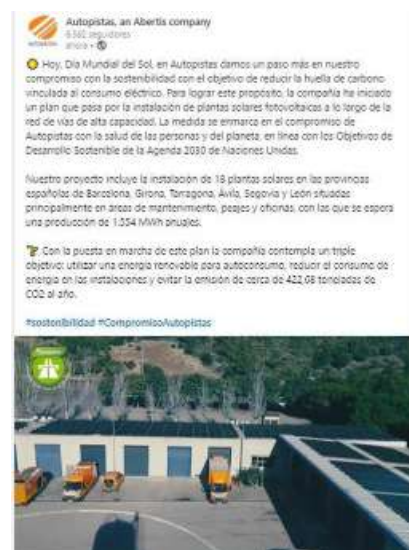 Autopistas, an Abertis company
seguidores
ahora •
Hoy, Día Mundial del Sol, en Autopistas damos un paso más en nuestro
compromiso con la sostenibilidad con el objetivo de reducir la huella de carbono
vinculada al consumo eléctrico. Para lograr este propósito, la compañía ha iniciado
un plan que pasa por la instalación de plantas solares fotovoltaicas a lo largo de la
red de vías de alta capacidad. La medida se enmarca en el compromiso de
Autopistas con la salud de las personas y del planeta, en línea con los Objetivos de
Desarrollo Sostenible de la Agenda 2030 de Naciones Unidas.
Nuestro proyecto incluye la instalación de 18 plantas solares en las provincias
españolas de Barcelona, Girona, Tarragona, Ávila, Segovia y León situadas
principalmente en áreas de mantenimiento, peajes y oficinas, con las que se espera
una producción de 1.554 MWh anuales.
Con la puesta en marcha de este plan la compañía contempla un triple
objetivo: utilizar una energía renovable para autoconsumo, reducir el consumo de
energía en las instalaciones y evitar la emisión de cerca de 422,68 toneladas de
CO2 al año.
#sostenibilidad #CompromisoAutopistas